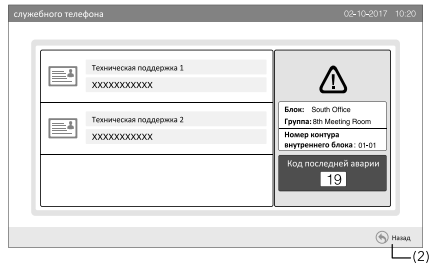 служебного телефона 02-10-2017 10:20
Техническая поддержка 1
XXXXXXXXXXX
Техническая поддержка 2
XXXXXXXXXXX
Блок: South Office
Группа: 8th Meeting Room
Номер контура
внутреннего блока: 01-01
Код последней аварии
19
Назад
(2)